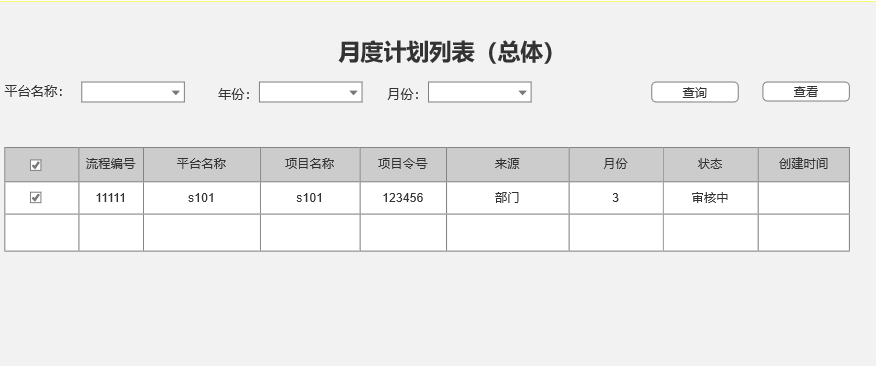 月度计划列表（总体）
平台名称： 年份： 月份： 查询 查看
流程编号 平台名称 项目名称 项目令号 来源 月份 状态 创建时间
11111 s101 s101 123456 部门 3 审核中